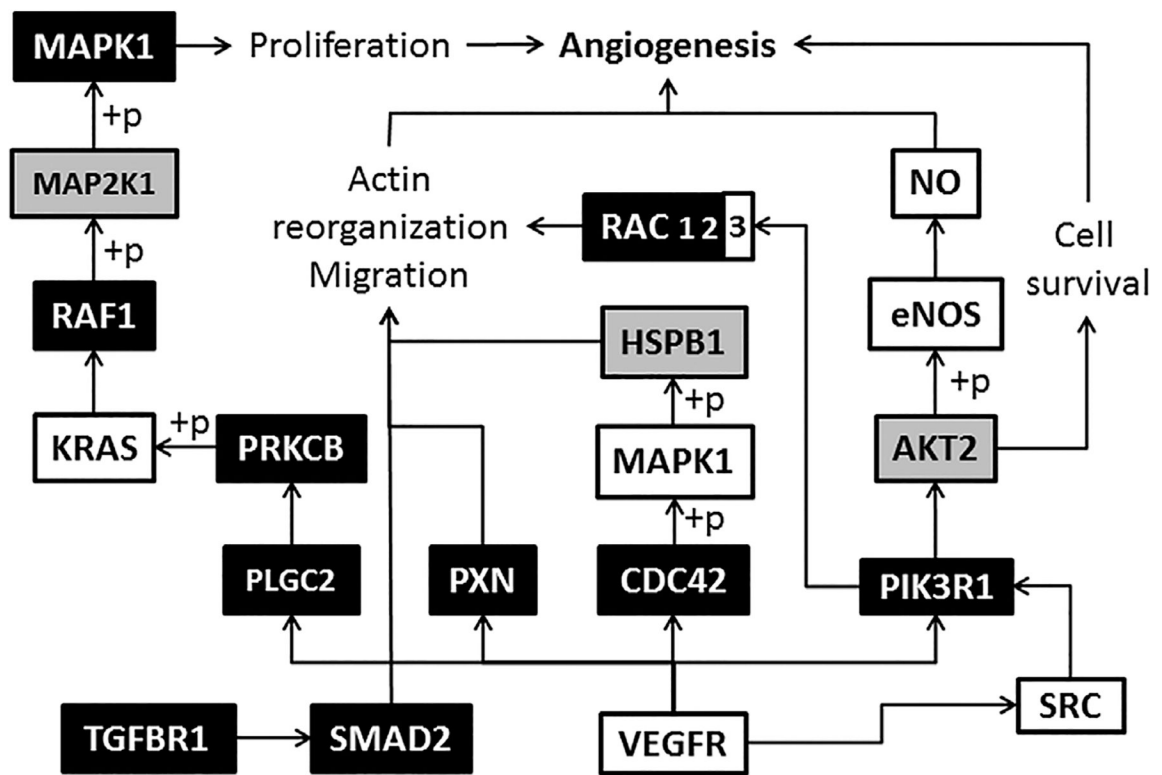 MAPK1
Proliferation
Angiogenesis
+p
MAP2K1
Actin
reorganization
Migration
RAC 1 2 3
NO
Cell
survival
+p
RAF1
HSPB1
eNOS
+p
+p
KRAS
+p
PRKCB
MAPK1
AKT2
+p
PLGC2
PXN
CDC42
PIK3R1
TGFBR1
SMAD2
VEGFR
SRC